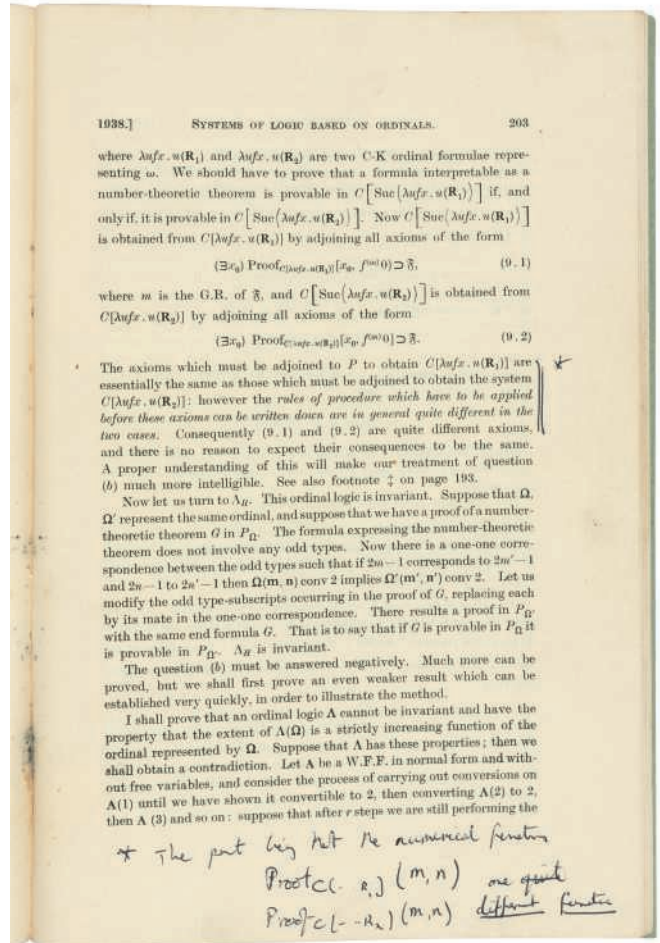 1938.] SYSTEMS OF LOGIC BASED ON ORDINALS. 203
where λufx.u(R₁) and λufx.u(R₂) are two C-K ordinal formulae repre-
senting ω. We should have to prove that a formula interpretable as a
number-theoretic theorem is provable in C[Suc(λufx.u(R₁))] if, and
only if, it is provable in C[Suc(λufx.u(R₂))]. Now C[Suc(λufx.u(R₁))]
is obtained from C[λufx.u(R₁)] by adjoining all axioms of the form
(∃x₀) Proof_{C[λufx.u(R₁)]}[x₀, f⁽ᵐ⁾0) ⊃ 𝔉, (9.1)
where m is the G.R. of 𝔉, and C[Suc(λufx.u(R₂))] is obtained from
C[λufx.u(R₂)] by adjoining all axioms of the form
(∃x₀) Proof_{C[λufx.u(R₂)]}[x₀, f⁽ᵐ⁾0] ⊃ 𝔉. (9.2)
The axioms which must be adjoined to P to obtain C[λufx.u(R₁)] are *
essentially the same as those which must be adjoined to obtain the system
C[λufx.u(R₂)]: however the rules of procedure which have to be applied
before these axioms can be written down are in general quite different in the
two cases. Consequently (9.1) and (9.2) are quite different axioms,
and there is no reason to expect their consequences to be the same.
A proper understanding of this will make our treatment of question
(b) much more intelligible. See also footnote ‡ on page 193.
Now let us turn to Λ_H. This ordinal logic is invariant. Suppose that Ω,
Ω′ represent the same ordinal, and suppose that we have a proof of a number-
theoretic theorem G in P_Ω. The formula expressing the number-theoretic
theorem does not involve any odd types. Now there is a one-one corre-
spondence between the odd types such that if 2m−1 corresponds to 2m′−1
and 2n−1 to 2n′−1 then Ω(m, n) conv 2 implies Ω′(m′, n′) conv 2. Let us
modify the odd type-subscripts occurring in the proof of G, replacing each
by its mate in the one-one correspondence. There results a proof in P_Ω′
with the same end formula G. That is to say that if G is provable in P_Ω it
is provable in P_Ω′. Λ_H is invariant.
The question (b) must be answered negatively. Much more can be
proved, but we shall first prove an even weaker result which can be
established very quickly, in order to illustrate the method.
I shall prove that an ordinal logic Λ cannot be invariant and have the
property that the extent of Λ(Ω) is a strictly increasing function of the
ordinal represented by Ω. Suppose that Λ has these properties; then we
shall obtain a contradiction. Let A be a W.F.F. in normal form and with-
out free variables, and consider the process of carrying out conversions on
A(1) until we have shown it convertible to 2, then converting A(2) to 2,
then A (3) and so on: suppose that after r steps we are still performing the
* The point being that the numerical functions
Proof C(- R₁) (m, n) are quite
Proof C(--R₂) (m,n) different functions